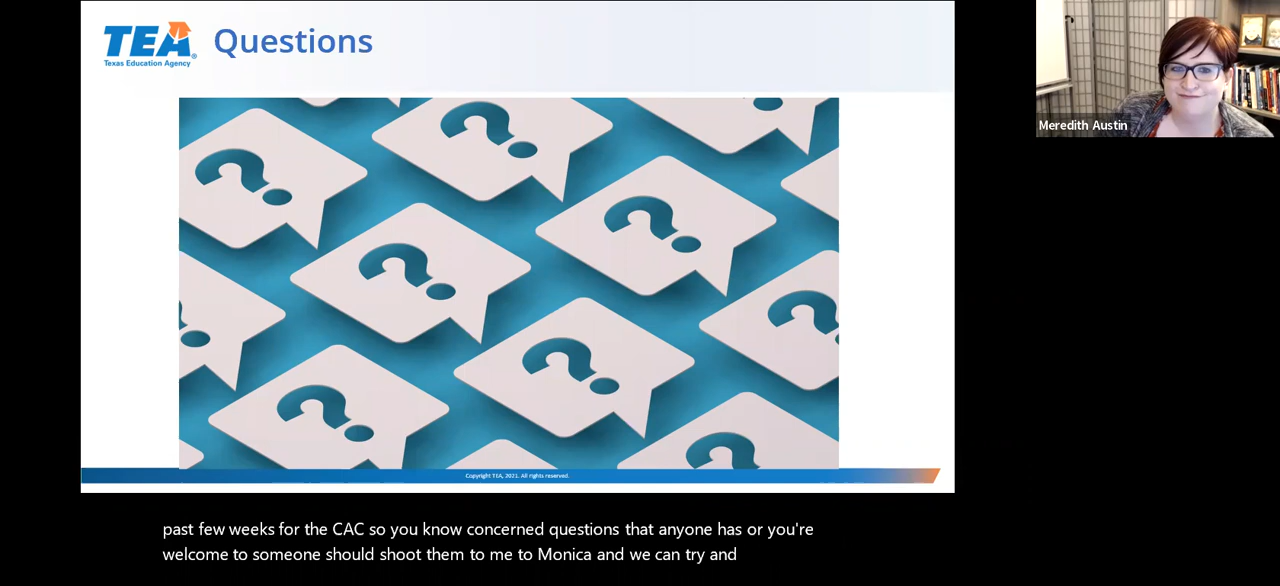 TEA
Texas Education Agency
Questions
Meredith Austin
Copyright TEA, 2021. All rights reserved.
past few weeks for the CAC so you know concerned questions that anyone has or you're
welcome to someone should shoot them to me to Monica and we can try and